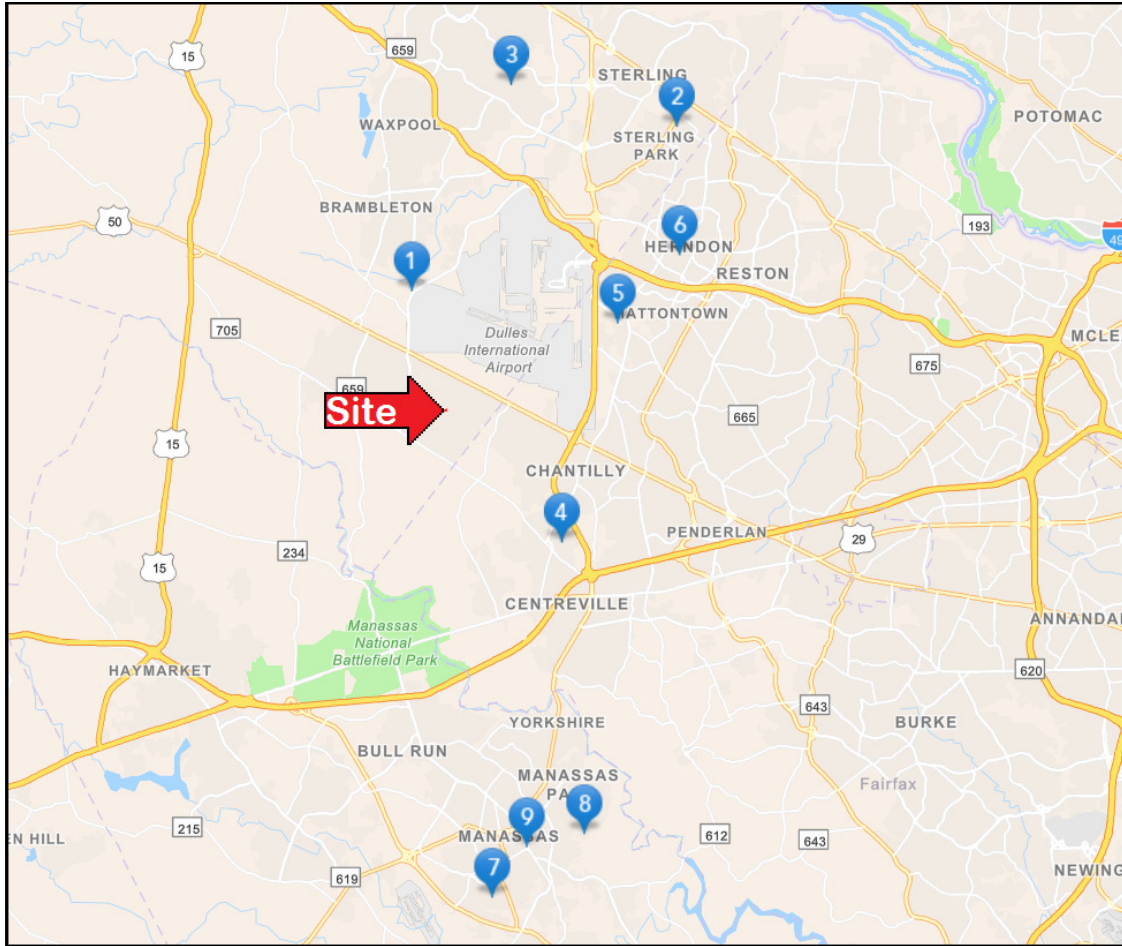 15
659
3
STERLING
2
POTOMAC
WAXPOOL
STERLING
PARK
BRAMBLETON
50
193
49
6
HERNDON
1
RESTON
5
HATTONTOWN
705
Dulles
International
Airport
MCLE
675
659
Site
665
15
CHANTILLY
4
PENDERLAN
29
234
15
CENTREVILLE
Manassas
National
Battlefield Park
ANNANDA
HAYMARKET
620
643
YORKSHIRE
BURKE
BULL RUN
MANASSAS
PA
8
Fairfax
9
215
MANASSAS
612
643
EN HILL
7
619
NEWING